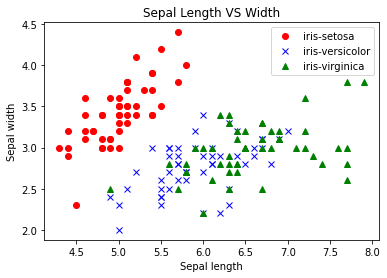 Sepal Length VS Width
iris-setosa
iris-versicolor
iris-virginica
4.5
4.0
3.5
3.0
2.5
2.0
Sepal width
4.5 5.0 5.5 6.0 6.5 7.0 7.5 8.0
Sepal length